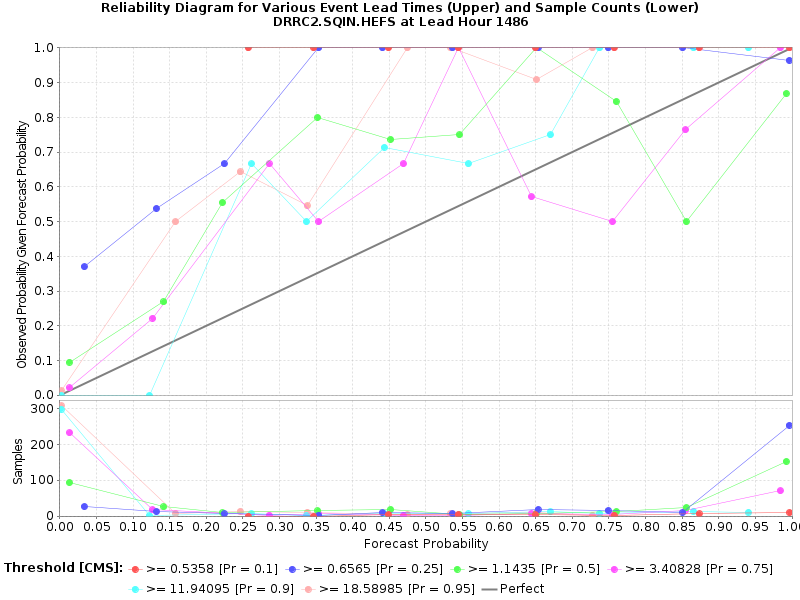 Reliability Diagram for Various Event Lead Times (Upper) and Sample Counts (Lower)
DRRC2.SQIN.HEFS at Lead Hour 1486
Observed Probability Given Forecast Probability
1.0
0.9
0.8
0.7
0.6
0.5
0.4
0.3
0.2
0.1
0.0
Samples
300
200
100
0
0.00 0.05 0.10 0.15 0.20 0.25 0.30 0.35 0.40 0.45 0.50 0.55 0.60 0.65 0.70 0.75 0.80 0.85 0.90 0.95 1.0
Forecast Probability
Threshold [CMS]: >= 0.5358 [Pr = 0.1] >= 0.6565 [Pr = 0.25] >= 1.1435 [Pr = 0.5] >= 3.40828 [Pr = 0.75]
>= 11.94095 [Pr = 0.9] >= 18.58985 [Pr = 0.95] Perfect